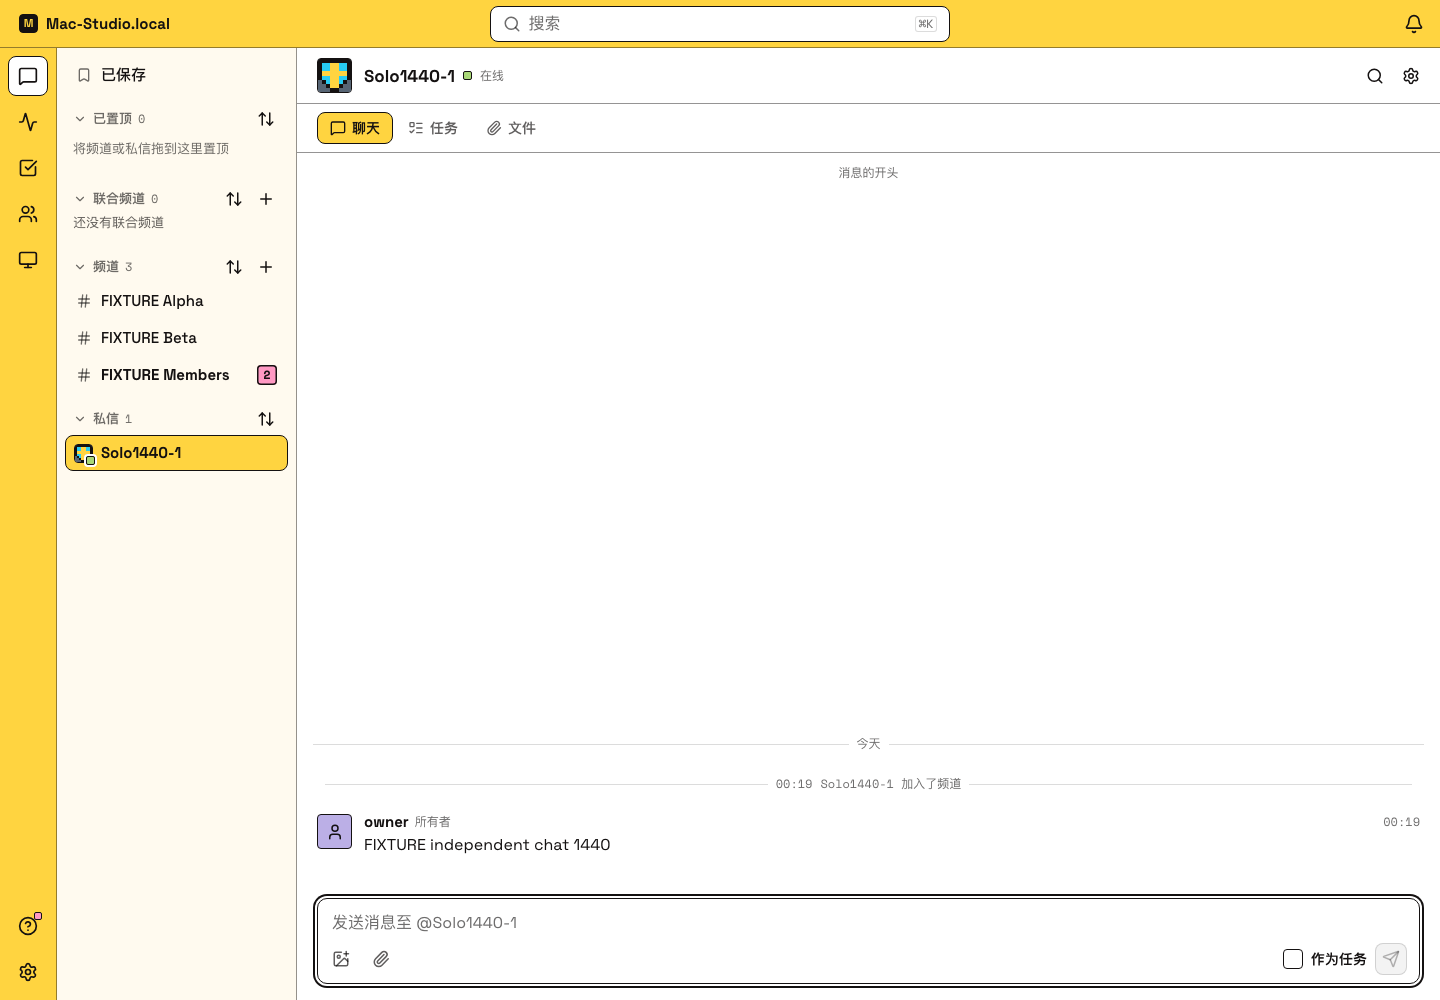 M Mac-Studio.local
搜索 ⌘K
已保存
已置顶 0
将频道或私信拖到这里置顶
联合频道 0
还没有联合频道
频道 3
FIXTURE Alpha
FIXTURE Beta
FIXTURE Members 2
私信 1
Solo1440-1
Solo1440-1 在线
聊天 任务 文件
消息的开头
今天
00:19 Solo1440-1 加入了频道
owner 所有者 00:19
FIXTURE independent chat 1440
发送消息至 @Solo1440-1
作为任务